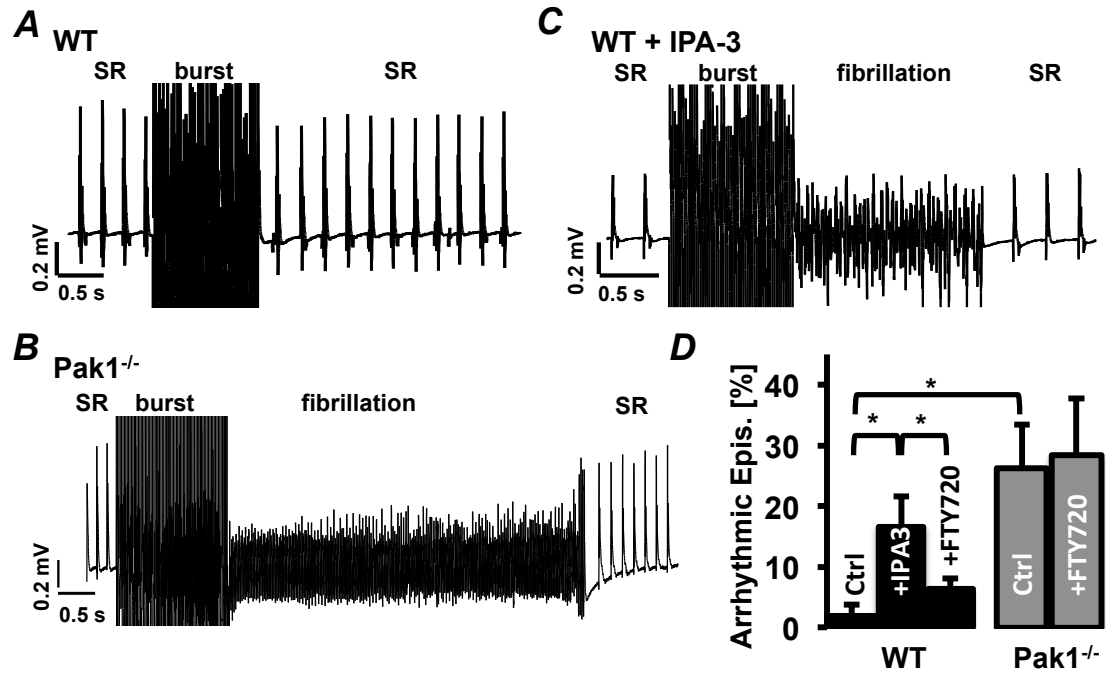 A
WT
SR burst SR
0.2 mV
0.5 s
B
Pak1-/-
SR burst fibrillation SR
0.2 mV
0.5 s
C
WT + IPA-3
SR burst fibrillation SR
0.2 mV
0.5 s
D
Arrhythmic Epis. [%]
40
30
20
10
0
*
* *
Ctrl
+IPA3
+FTY720
Ctrl
+FTY720
WT
Pak1-/-